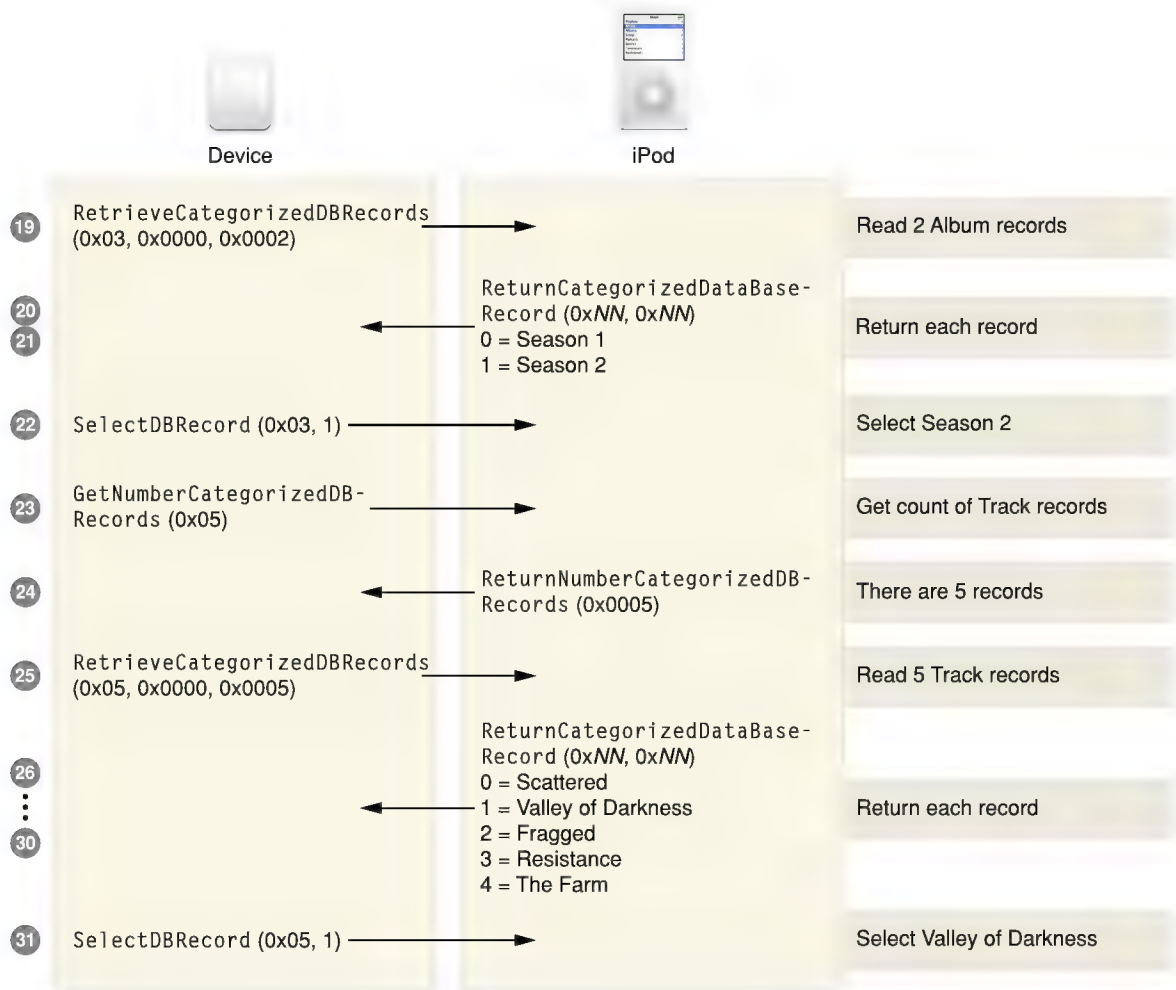 Device
iPod
19
RetrieveCategorizedDBRecords
(0x03, 0x0000, 0x0002)
Read 2 Album records
20
21
ReturnCategorizedDataBase-
Record (0xNN, 0xNN)
0 = Season 1
1 = Season 2
Return each record
22
SelectDBRecord (0x03, 1)
Select Season 2
23
GetNumberCategorizedDB-
Records (0x05)
Get count of Track records
24
ReturnNumberCategorizedDB-
Records (0x0005)
There are 5 records
25
RetrieveCategorizedDBRecords
(0x05, 0x0000, 0x0005)
Read 5 Track records
26
30
ReturnCategorizedDataBase-
Record (0xNN, 0xNN)
0 = Scattered
1 = Valley of Darkness
2 = Fragged
3 = Resistance
4 = The Farm
Return each record
31
SelectDBRecord (0x05, 1)
Select Valley of Darkness